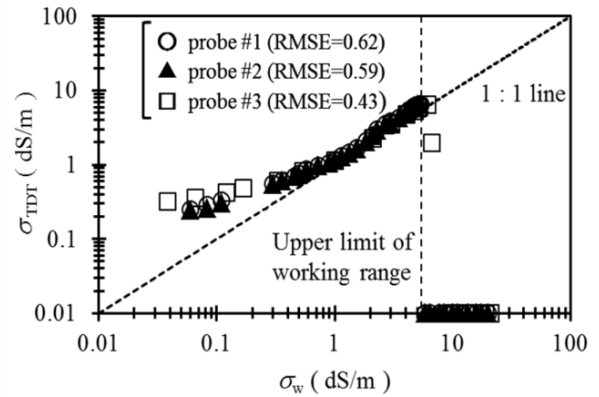 100
10
1
0.1
0.01
σTDT ( dS/m )
probe #1 (RMSE=0.62)
probe #2 (RMSE=0.59)
probe #3 (RMSE=0.43)
1 : 1 line
Upper limit of
working range
0.01 0.1 1 10 100
σw ( dS/m )